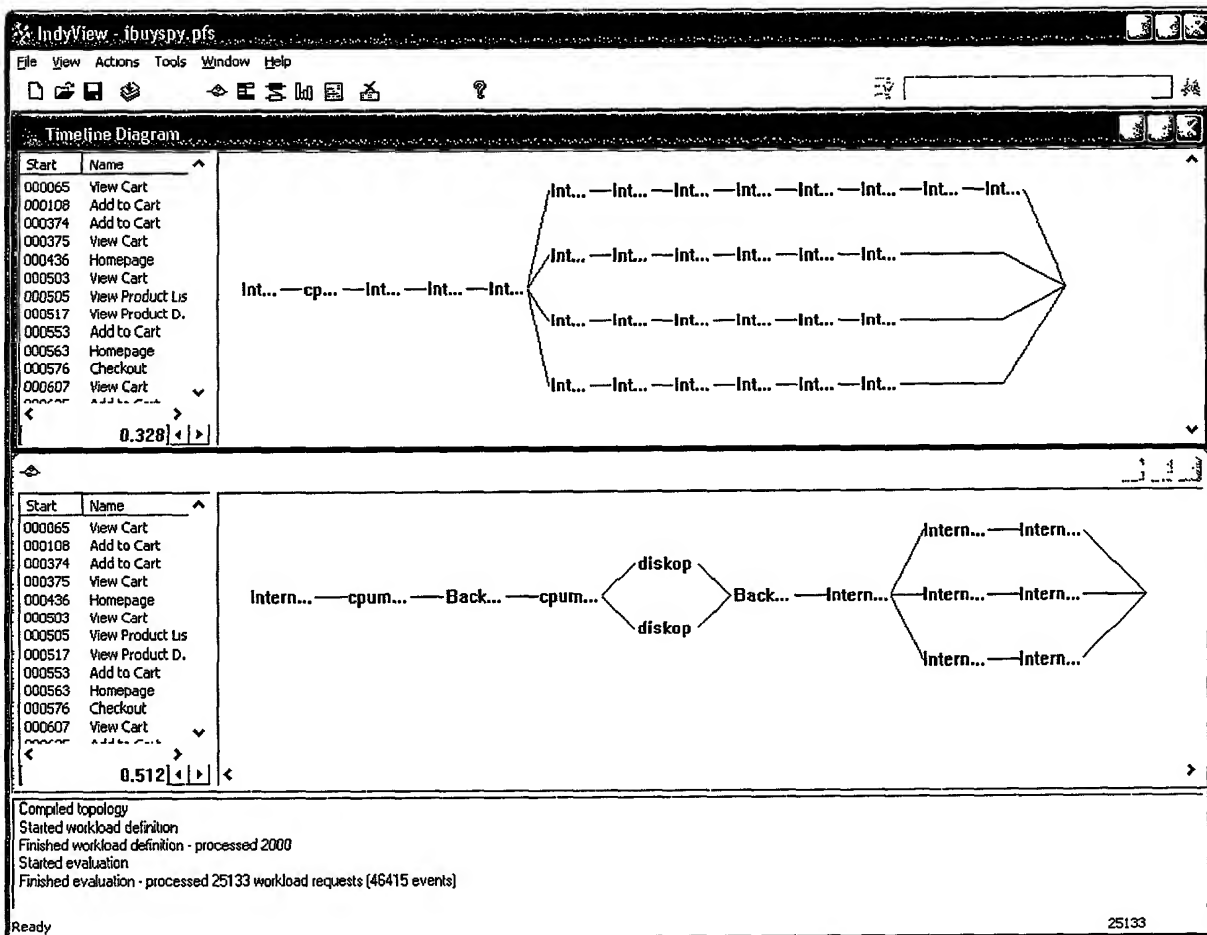 IndyView - ibuyspy.pfs
File View Actions Tools Window Help
Timeline Diagram
Start Name
000065 View Cart
000108 Add to Cart
000374 Add to Cart
000375 View Cart
000436 Homepage
000503 View Cart
000505 View Product Lis
000517 View Product D.
000553 Add to Cart
000563 Homepage
000576 Checkout
000607 View Cart
0.328
Int... Int... Int... Int... Int... Int... Int... Int...
Int... Int... Int... Int... Int... Int...
Int... cp... Int... Int... Int...
Int... Int... Int... Int... Int... Int...
Int... Int... Int... Int... Int... Int...
Start Name
000065 View Cart
000108 Add to Cart
000374 Add to Cart
000375 View Cart
000436 Homepage
000503 View Cart
000505 View Product Lis
000517 View Product D.
000553 Add to Cart
000563 Homepage
000576 Checkout
000607 View Cart
0.512
Intern... Intern...
diskop
Intern... cpum... Back... cpum... Back... Intern... Intern... Intern...
diskop
Intern... Intern...
Compiled topology
Started workload definition
Finished workload definition - processed 2000
Started evaluation
Finished evaluation - processed 25133 workload requests (46415 events)
Ready 25133